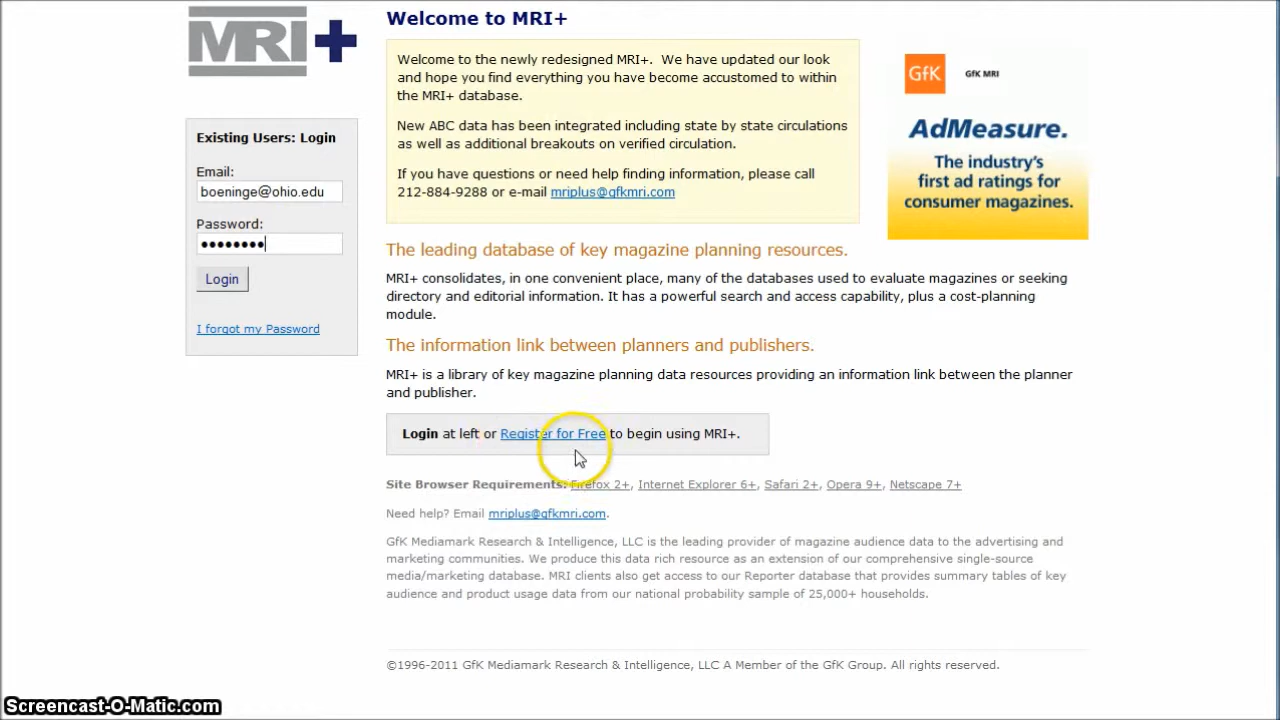 MRI+
Existing Users: Login
Email:
boeninge@ohio.edu
Password:
••••••••
Login
I forgot my Password
Welcome to MRI+
Welcome to the newly redesigned MRI+. We have updated our look
and hope you find everything you have become accustomed to within
the MRI+ database.
New ABC data has been integrated including state by state circulations
as well as additional breakouts on verified circulation.
If you have questions or need help finding information, please call
212-884-9288 or e-mail mriplus@gfkmri.com
GfK GfK MRI
AdMeasure.
The industry's
first ad ratings for
consumer magazines.
The leading database of key magazine planning resources.
MRI+ consolidates, in one convenient place, many of the databases used to evaluate magazines or seeking
directory and editorial information. It has a powerful search and access capability, plus a cost-planning
module.
The information link between planners and publishers.
MRI+ is a library of key magazine planning data resources providing an information link between the planner
and publisher.
Login at left or Register for Free to begin using MRI+.
Site Browser Requirements: Firefox 2+, Internet Explorer 6+, Safari 2+, Opera 9+, Netscape 7+
Need help? Email mriplus@gfkmri.com.
GfK Mediamark Research & Intelligence, LLC is the leading provider of magazine audience data to the advertising and
marketing communities. We produce this data rich resource as an extension of our comprehensive single-source
media/marketing database. MRI clients also get access to our Reporter database that provides summary tables of key
audience and product usage data from our national probability sample of 25,000+ households.
©1996-2011 GfK Mediamark Research & Intelligence, LLC A Member of the GfK Group. All rights reserved.
Screencast-O-Matic.com